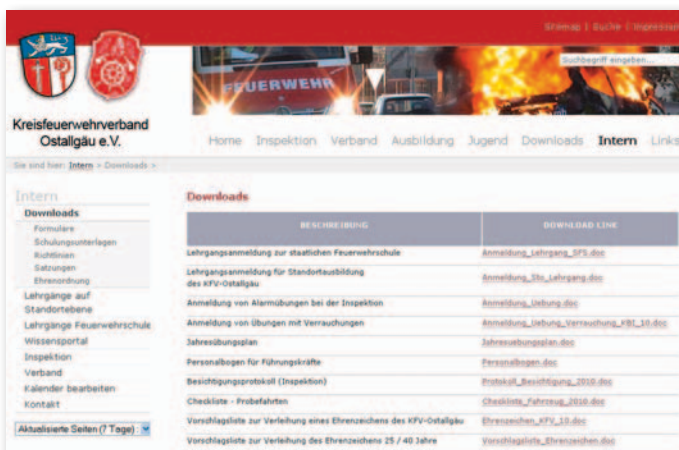 Sitemap | Suche | Impressum
Suchbegriff eingeben...
FEUERWEHR
Kreisfeuerwehrverband
Ostallgäu e.V.
Home Inspektion Verband Ausbildung Jugend Downloads Intern Links
Sie sind hier: Intern > Downloads >
Intern
Downloads
Formulare
Schulungsunterlagen
Richtlinien
Satzungen
Ehrenordnung
Lehrgänge auf
Standortebene
Lehrgänge Feuerwehrschule
Wissensportal
Inspektion
Verband
Kalender bearbeiten
Kontakt
Aktualisierte Seiten (7 Tage) :
Downloads
BESCHREIBUNG DOWNLOAD LINK
Lehrgangsanmeldung zur staatlichen Feuerwehrschule Anmeldung_Lehrgang_SFS.doc
Lehrgangsanmeldung für Standortausbildung
des KFV-Ostallgäu Anmeldung_Sto_Lehrgang.doc
Anmeldung von Alarmübungen bei der Inspektion Anmeldung_Uebung.doc
Anmeldung von Übungen mit Verrauchungen Anmeldung_Uebung_Verrauchung_KBI_10.doc
Jahresübungsplan Jahresuebungsplan.doc
Personalbogen für Führungskräfte Personalbogen.doc
Besichtigungsprotokoll (Inspektion) Protokoll_Besichtigung_2010.doc
Checkliste - Probefahrten Checkliste_Fahrzeug_2010.doc
Vorschlagsliste zur Verleihung eines Ehrenzeichens des KFV-Ostallgäu Ehrenzeichen_KFV_10.doc
Vorschlagsliste zur Verleihung des Ehrenzeichens 25 / 40 Jahre Vorschlagsliste_Ehrenzeichen.doc